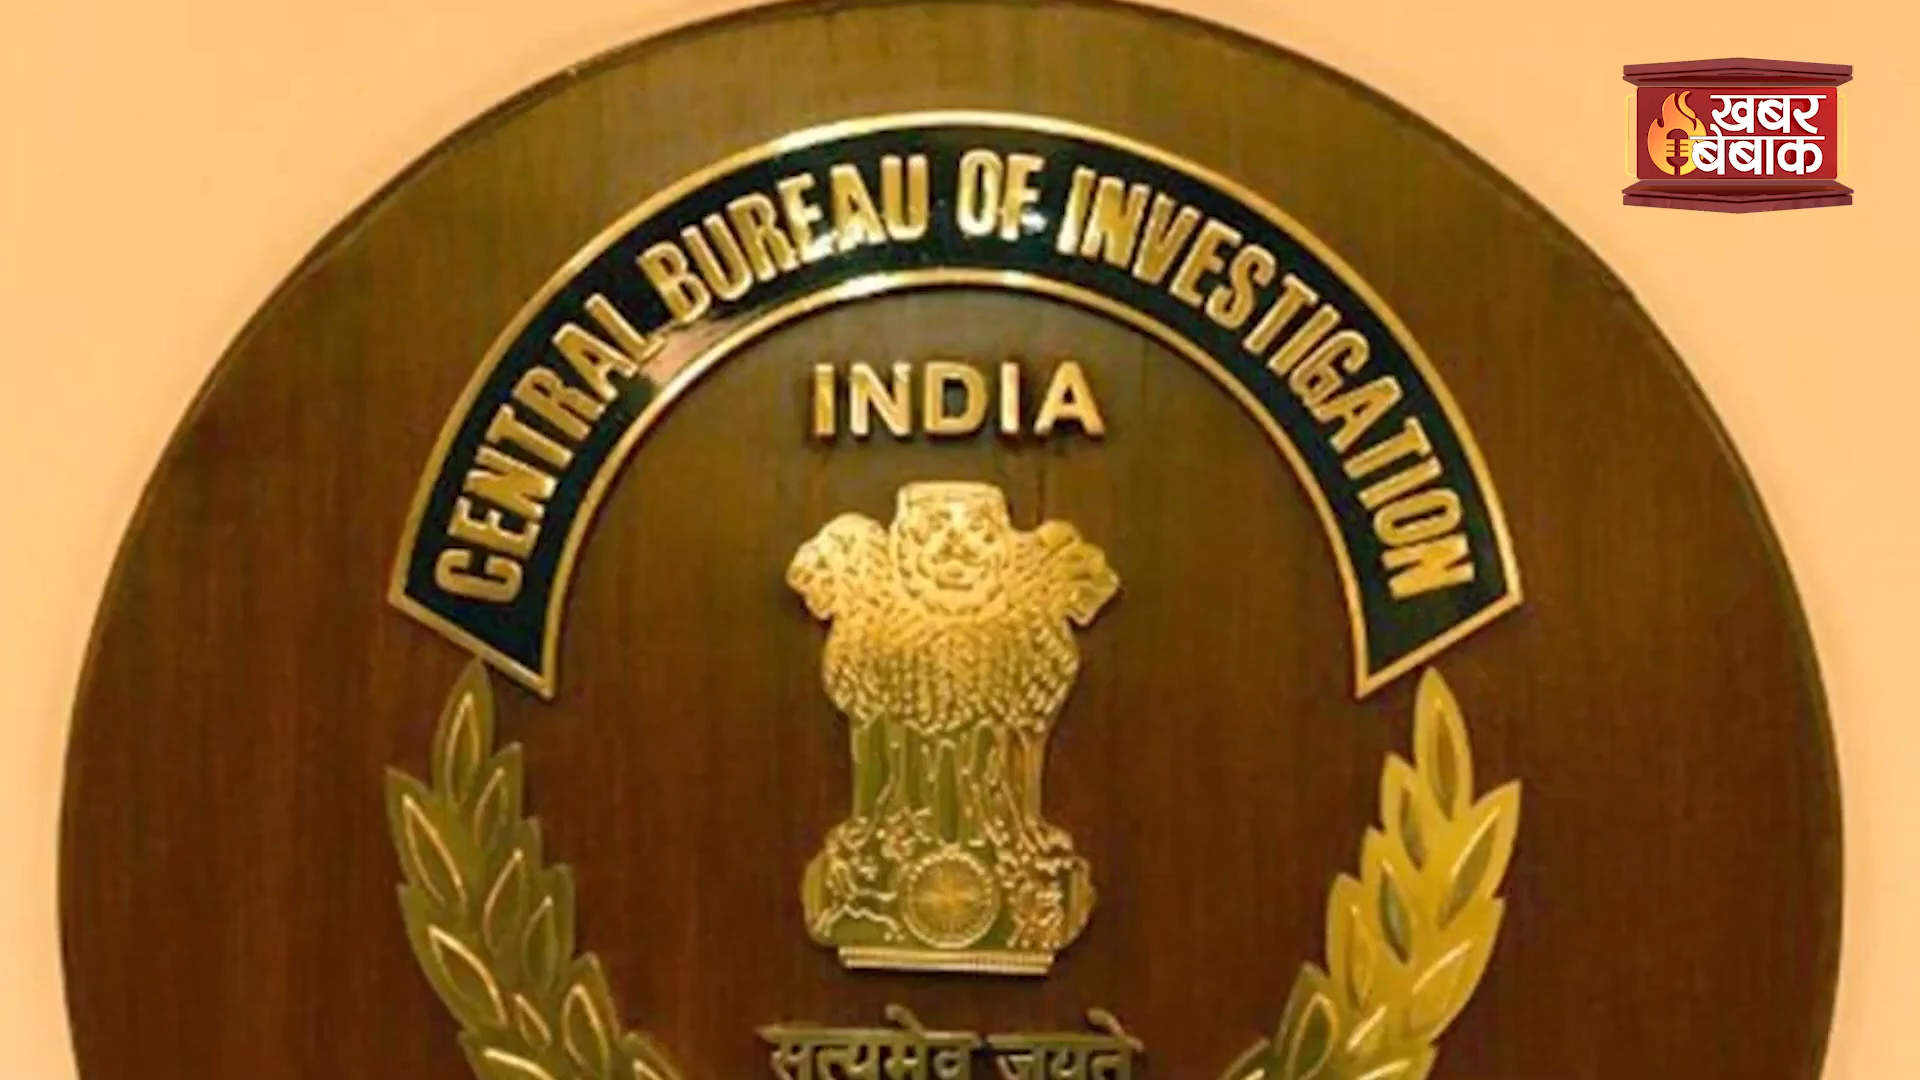 CENTRAL BUREAU OF INVESTIGATION
INDIA
सत्यमेव जयते
खबर
बेबाक